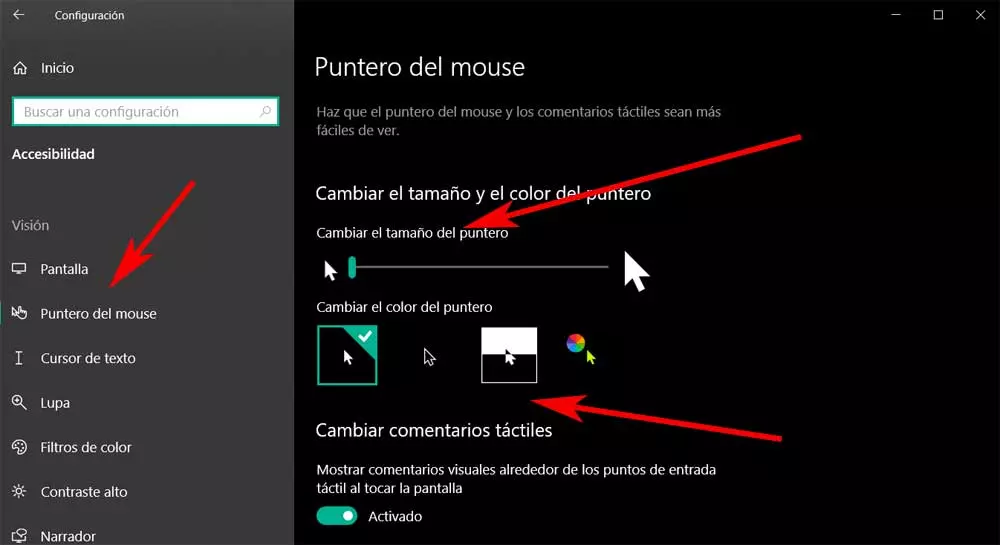 Configuración
Inicio
Buscar una configuración
Accesibilidad
Visión
Pantalla
Puntero del mouse
Cursor de texto
Lupa
Filtros de color
Contraste alto
Narrador
Puntero del mouse
Haz que el puntero del mouse y los comentarios táctiles sean más
fáciles de ver.
Cambiar el tamaño y el color del puntero
Cambiar el tamaño del puntero
Cambiar el color del puntero
Cambiar comentarios táctiles
Mostrar comentarios visuales alrededor de los puntos de entrada
táctil al tocar la pantalla
Activado